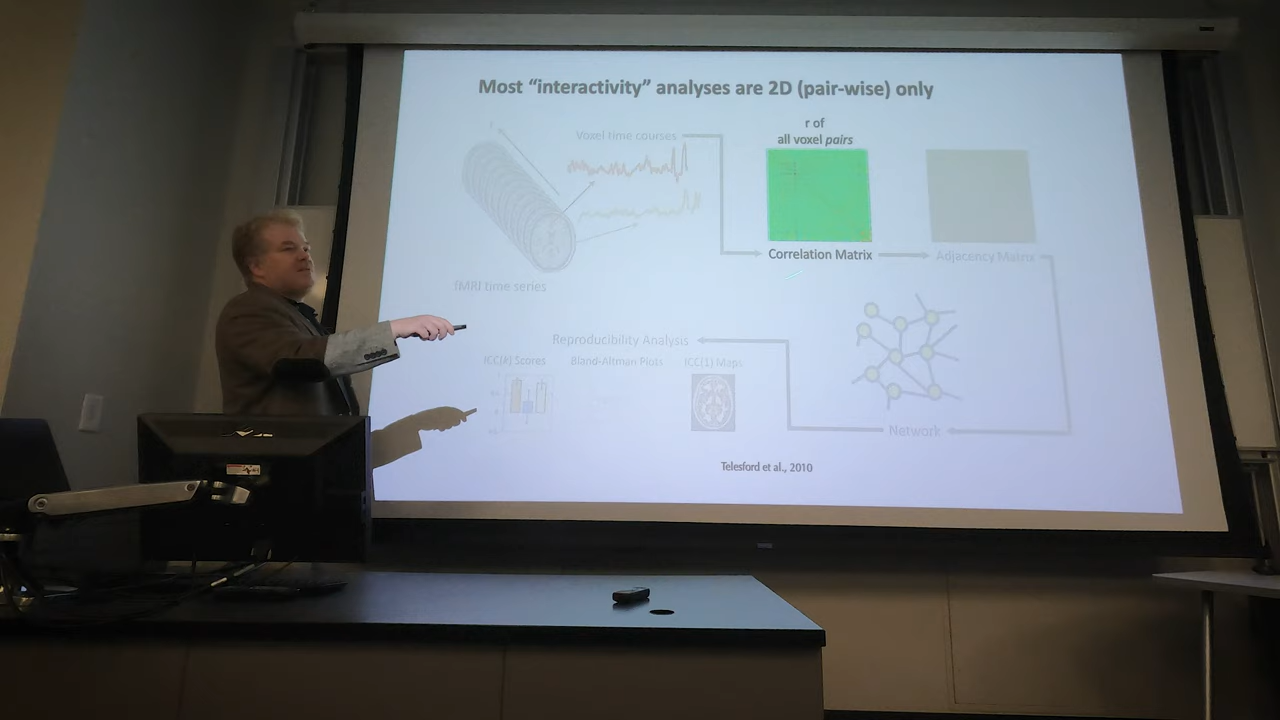 Most “interactivity” analyses are 2D (pair-wise) only
r of
all voxel pairs
Voxel time courses
Correlation Matrix
Adjacency Matrix
fMRI time series
Reproducibility Analysis
ICC(k) Scores
Bland-Altman Plots
ICC(1) Maps
Network
Telesford et al., 2010